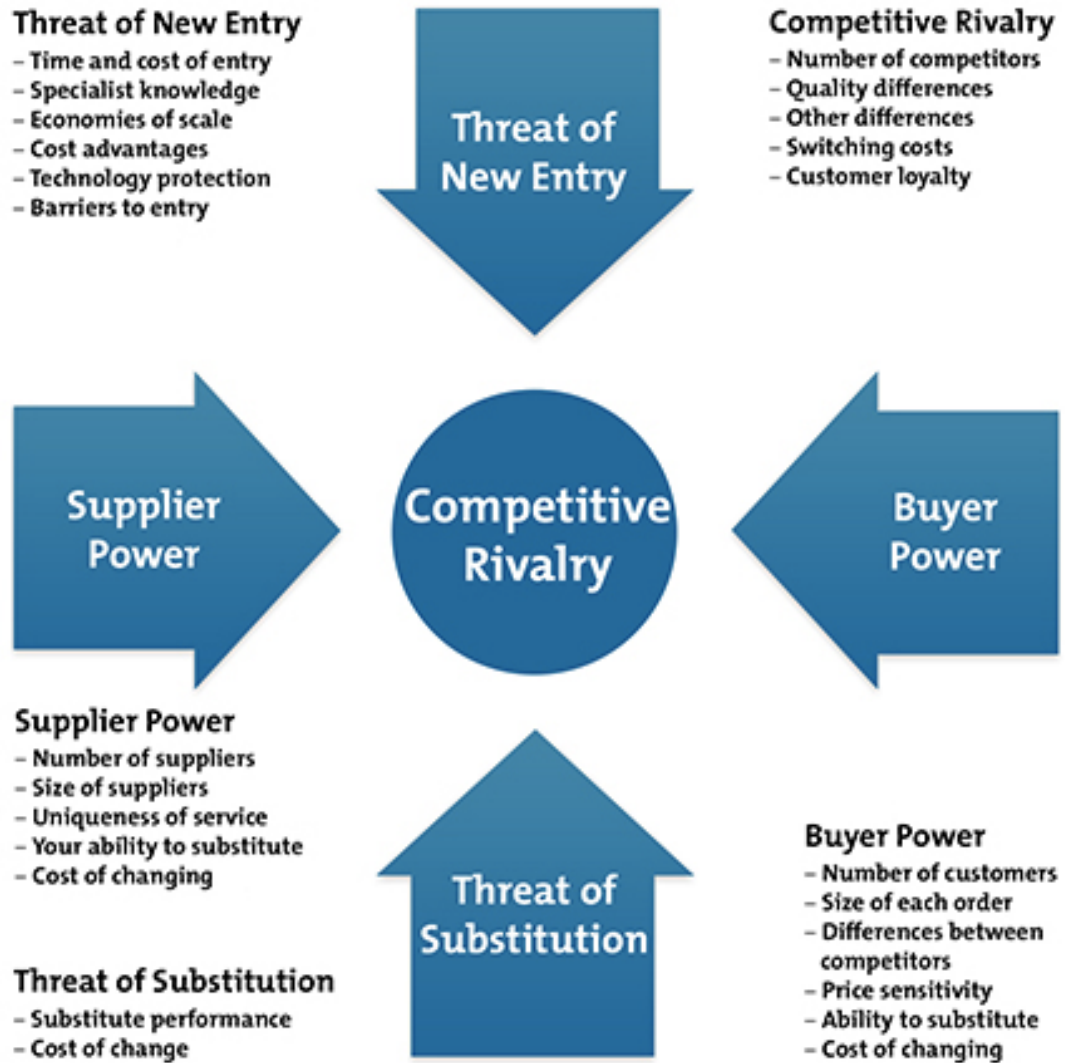 Threat of New Entry
– Time and cost of entry
– Specialist knowledge
– Economies of scale
– Cost advantages
– Technology protection
– Barriers to entry
Threat of
New Entry
Competitive Rivalry
– Number of competitors
– Quality differences
– Other differences
– Switching costs
– Customer loyalty
Supplier
Power
Competitive
Rivalry
Buyer
Power
Supplier Power
– Number of suppliers
– Size of suppliers
– Uniqueness of service
– Your ability to substitute
– Cost of changing
Threat of Substitution
– Substitute performance
– Cost of change
Threat of
Substitution
Buyer Power
– Number of customers
– Size of each order
– Differences between
competitors
– Price sensitivity
– Ability to substitute
– Cost of changing